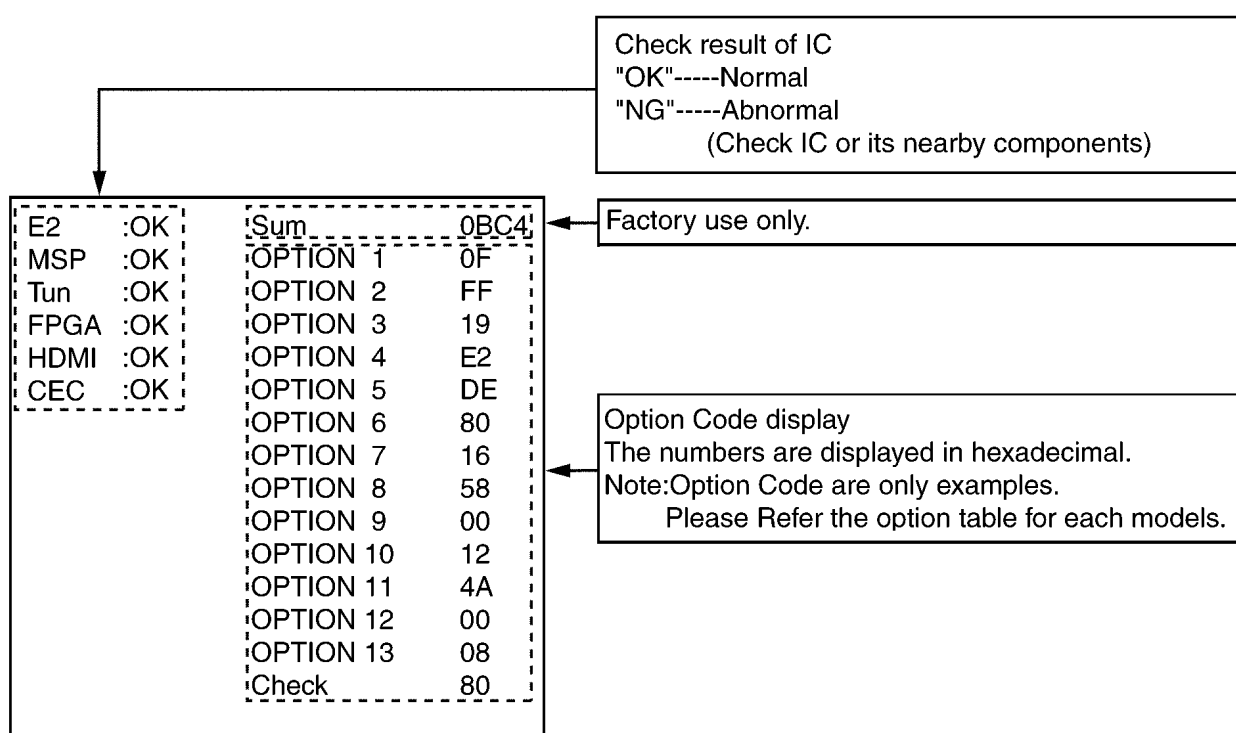 Check result of IC
"OK"-----Normal
"NG"-----Abnormal
(Check IC or its nearby components)
E2 :OK
MSP :OK
Tun :OK
FPGA :OK
HDMI :OK
CEC :OK
Sum 0BC4
OPTION 1 0F
OPTION 2 FF
OPTION 3 19
OPTION 4 E2
OPTION 5 DE
OPTION 6 80
OPTION 7 16
OPTION 8 58
OPTION 9 00
OPTION 10 12
OPTION 11 4A
OPTION 12 00
OPTION 13 08
Check 80
Factory use only.
Option Code display
The numbers are displayed in hexadecimal.
Note:Option Code are only examples.
Please Refer the option table for each models.